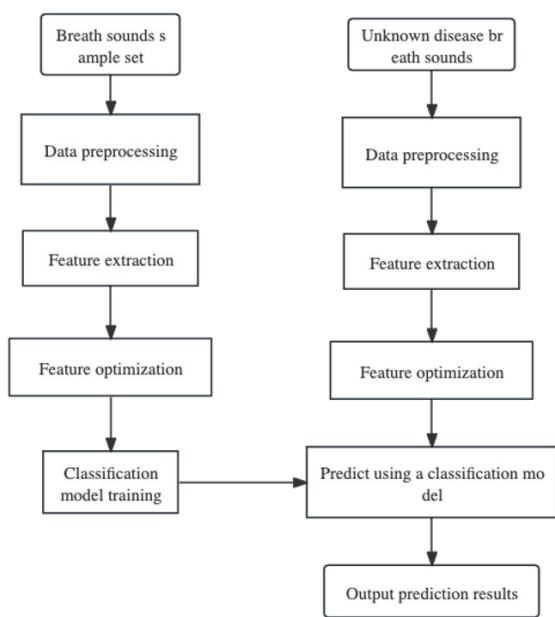 Breath sounds s
ample set
Data preprocessing
Feature extraction
Feature optimization
Classification
model training
Unknown disease br
eath sounds
Data preprocessing
Feature extraction
Feature optimization
Predict using a classification mo
del
Output prediction results